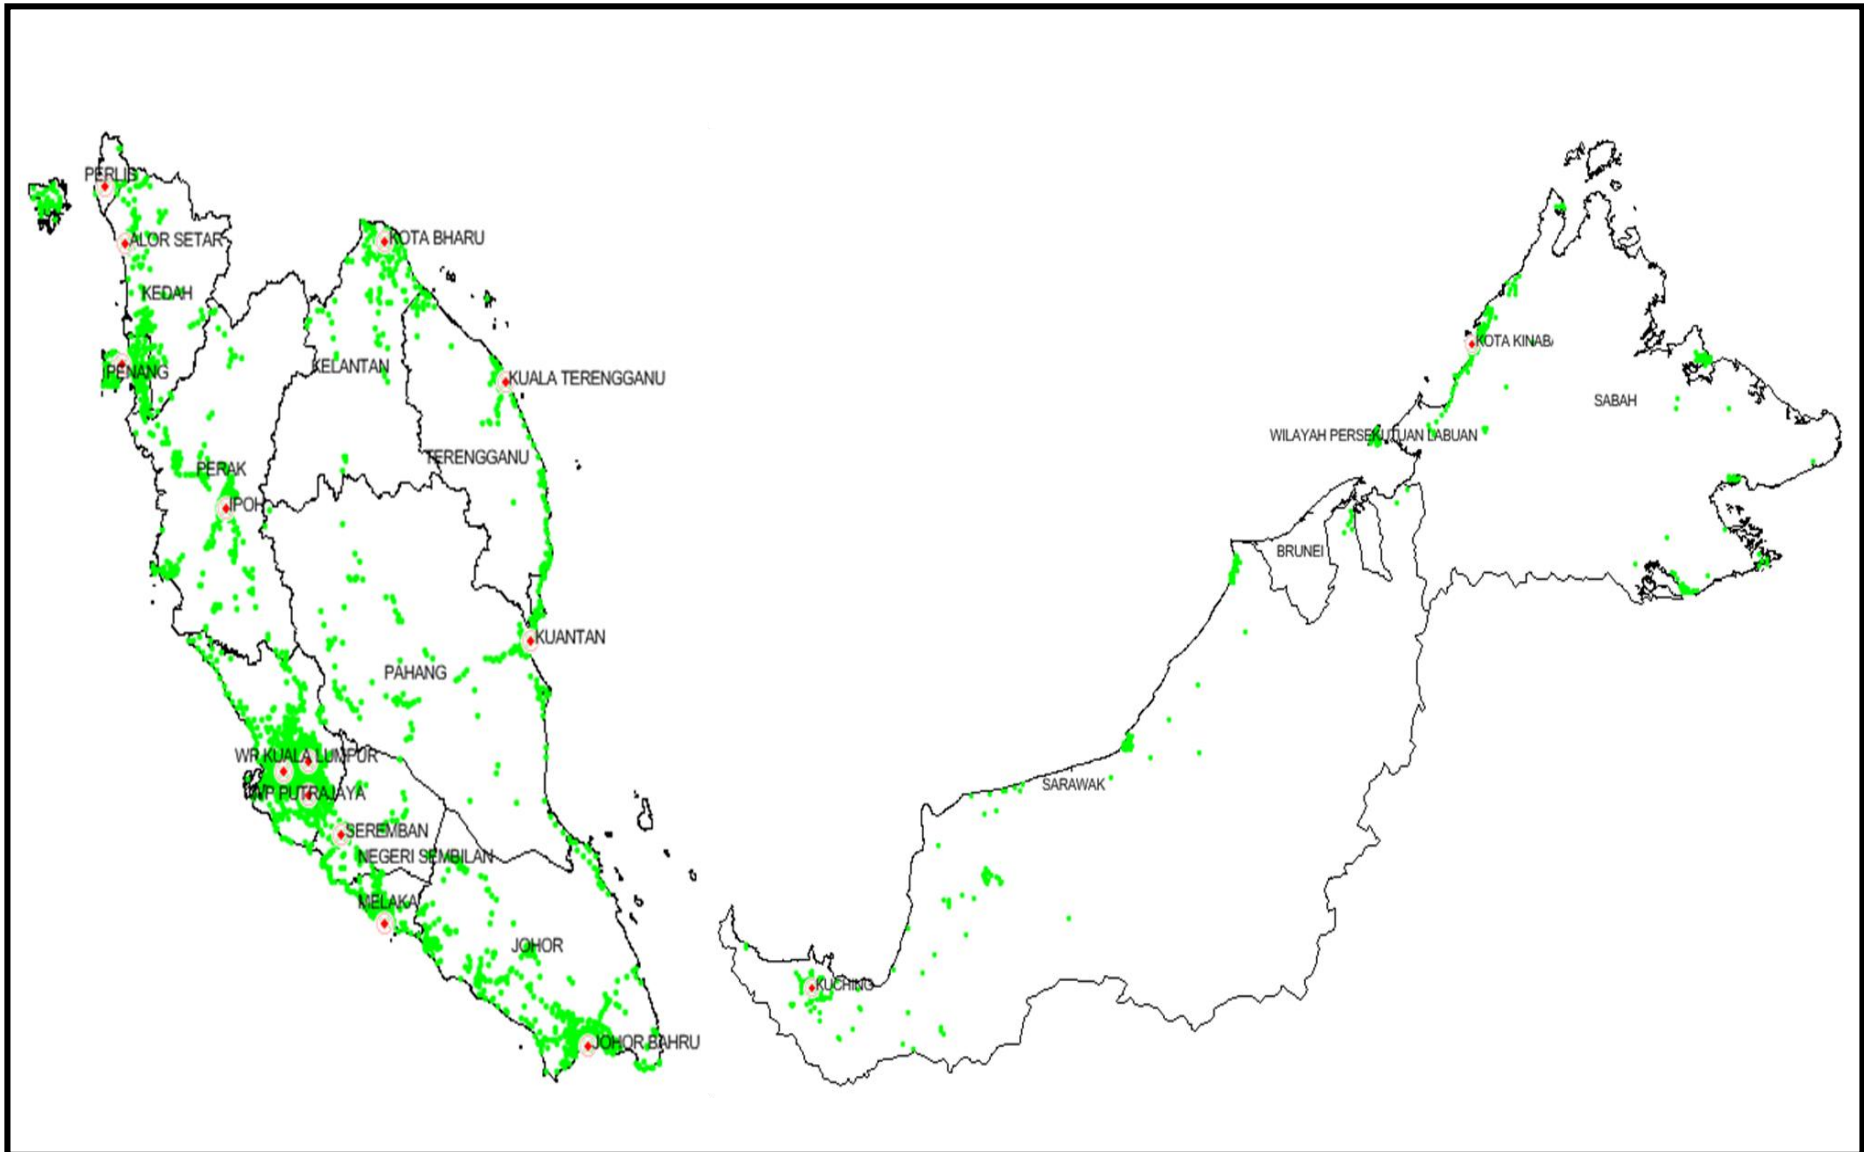 PERLIS
ALOR SETAR
KOTA BHARU
KEDAH
PENANG
KELANTAN
KUALA TERENGGANU
TERENGGANU
PERAK
IPOH
KUANTAN
PAHANG
WP KUALA LUMPUR
WP PUTRAJAYA
SEREMBAN
NEGERI SEMBILAN
MELAKA
JOHOR
JOHOR BAHRU
KOTA KINAB
SABAH
WILAYAH PERSEKUTUAN LABUAN
BRUNEI
SARAWAK
KUCHING